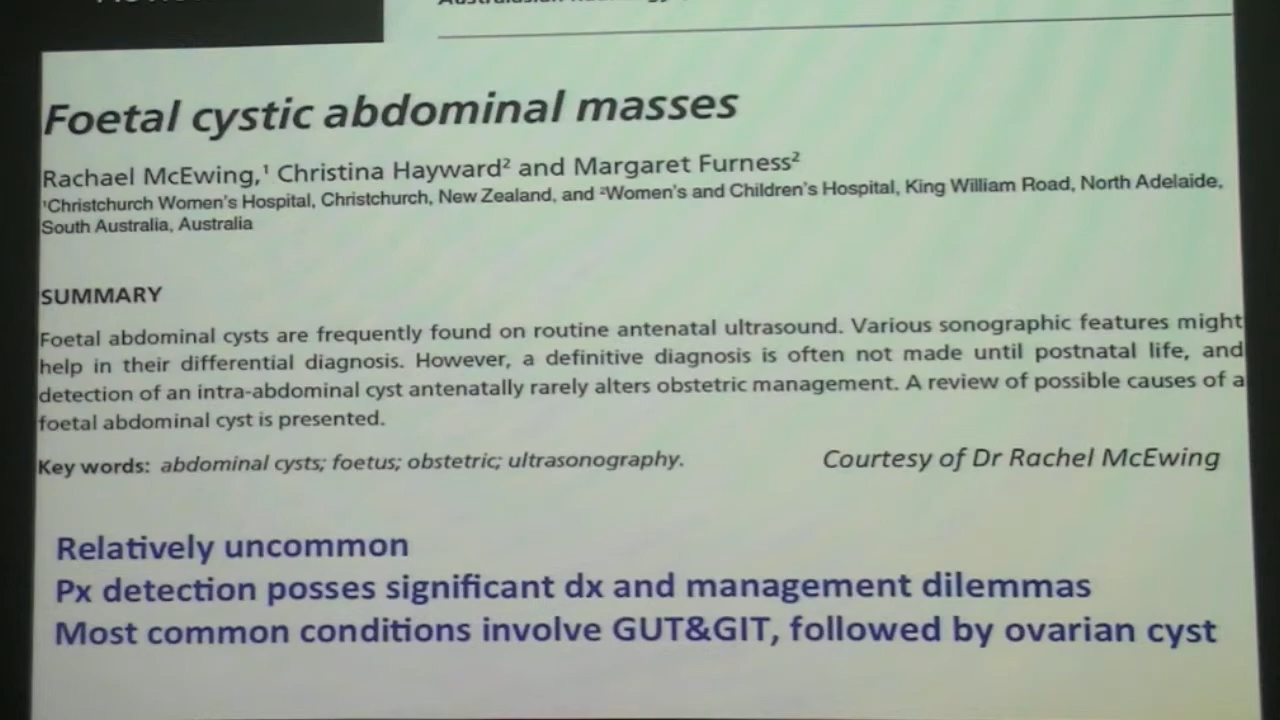 Foetal cystic abdominal masses
Rachael McEwing,¹ Christina Hayward² and Margaret Furness²
¹Christchurch Women's Hospital, Christchurch, New Zealand, and ²Women's and Children's Hospital, King William Road, North Adelaide,
South Australia, Australia
SUMMARY
Foetal abdominal cysts are frequently found on routine antenatal ultrasound. Various sonographic features might
help in their differential diagnosis. However, a definitive diagnosis is often not made until postnatal life, and
detection of an intra-abdominal cyst antenatally rarely alters obstetric management. A review of possible causes of a
foetal abdominal cyst is presented.
Key words: abdominal cysts; foetus; obstetric; ultrasonography.
Courtesy of Dr Rachel McEwing
Relatively uncommon
Px detection posses significant dx and management dilemmas
Most common conditions involve GUT&GIT, followed by ovarian cyst